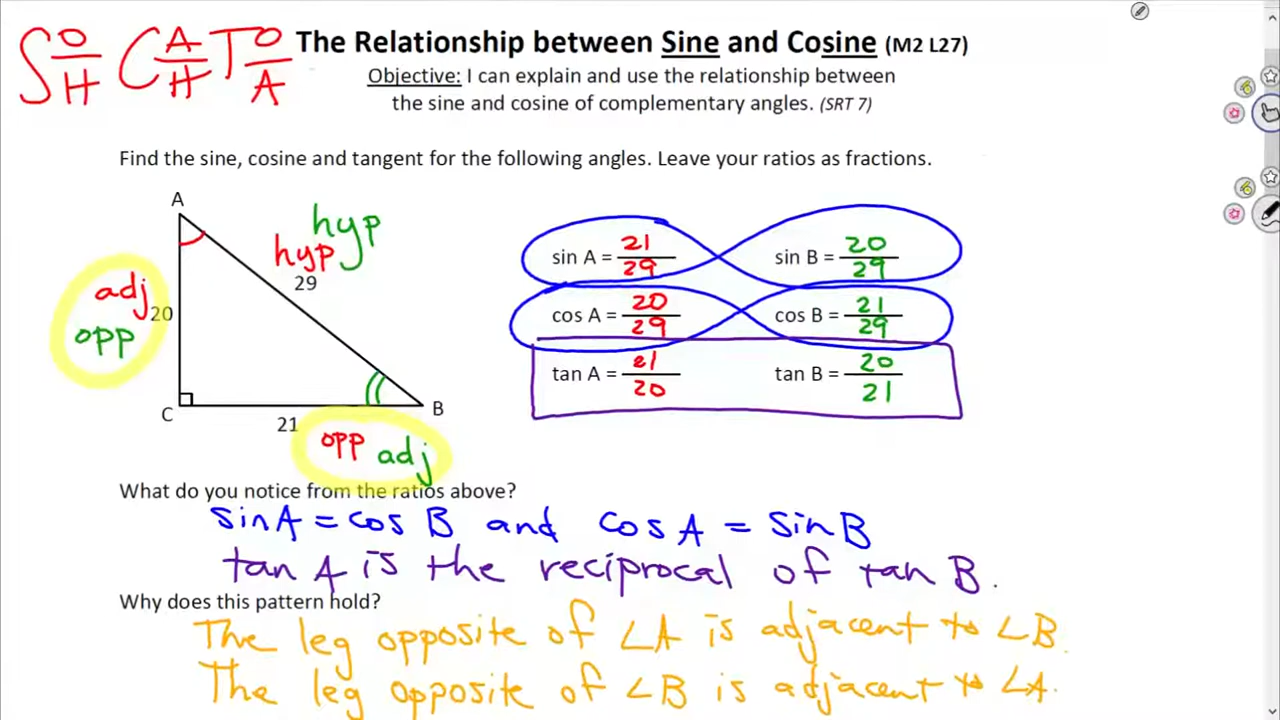 S O/H C A/H T O/A
The Relationship between Sine and Cosine (M2 L27)
Objective: I can explain and use the relationship between
the sine and cosine of complementary angles. (SRT 7)
Find the sine, cosine and tangent for the following angles. Leave your ratios as fractions.
A
hyp
hyp
29
adj
20
opp
C
B
21
opp adj
sin A = 21/29 sin B = 20/29
cos A = 20/29 cos B = 21/29
tan A = 21/20 tan B = 20/21
What do you notice from the ratios above?
sin A = cos B and cos A = sin B
tan A is the reciprocal of tan B.
Why does this pattern hold?
The leg opposite of ∠A is adjacent to ∠B.
The leg opposite of ∠B is adjacent to ∠A.